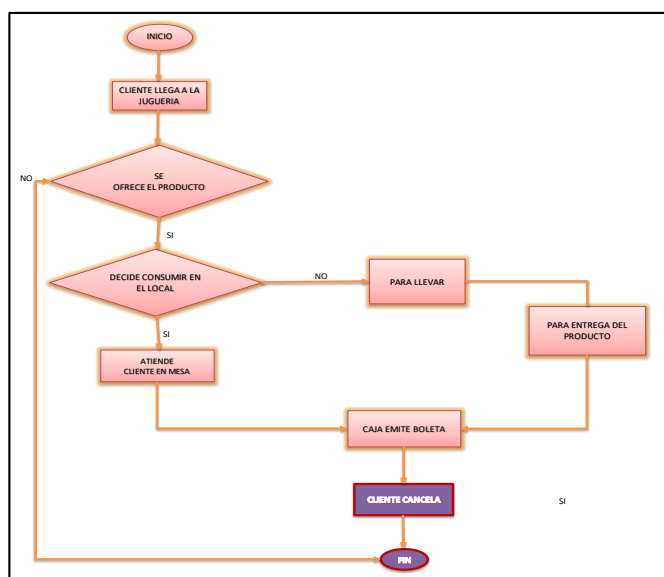 INICIO
CLIENTE LLEGA A LA
JUGUERIA
NO
SE
OFRECE EL PRODUCTO
SI
DECIDE CONSUMIR EN
EL LOCAL
NO
PARA LLEVAR
PARA ENTREGA DEL
PRODUCTO
SI
ATIENDE
CLIENTE EN MESA
CAJA EMITE BOLETA
CLIENTE CANCELA
SI
FIN